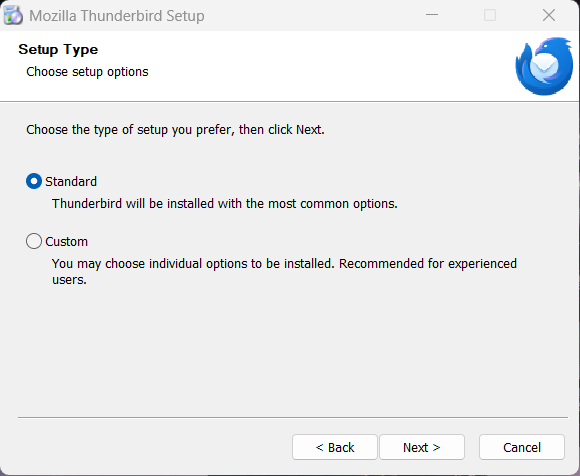 Mozilla Thunderbird Setup
Setup Type
Choose setup options
Choose the type of setup you prefer, then click Next.
Standard
Thunderbird will be installed with the most common options.
Custom
You may choose individual options to be installed. Recommended for experienced
users.
< Back
Next >
Cancel